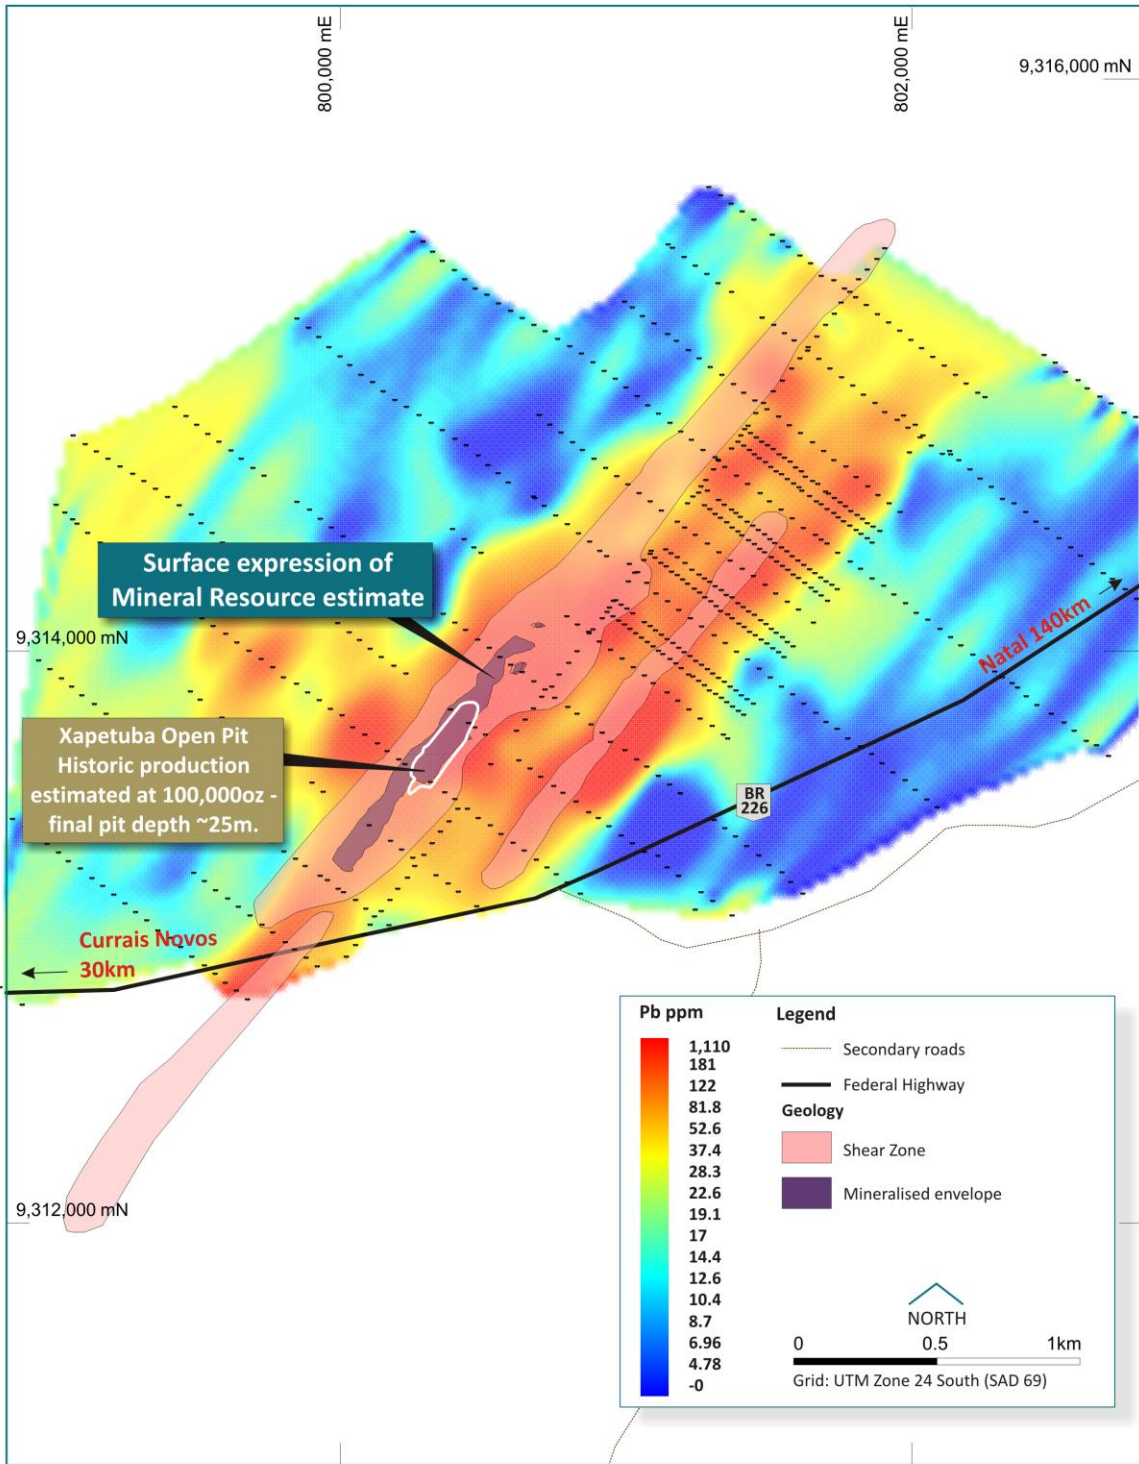 800,000 mE
802,000 mE
9,316,000 mN
Surface expression of
Mineral Resource estimate
9,314,000 mN
Natal 140km
Xapetuba Open Pit
Historic production
estimated at 100,000oz -
final pit depth ~25m.
BR
226
Currais Novos
30km
9,312,000 mN
Pb ppm
1,110
181
122
81.8
52.6
37.4
28.3
22.6
19.1
17
14.4
12.6
10.4
8.7
6.96
4.78
-0
Legend
Secondary roads
Federal Highway
Geology
Shear Zone
Mineralised envelope
NORTH
0 0.5 1km
Grid: UTM Zone 24 South (SAD 69)